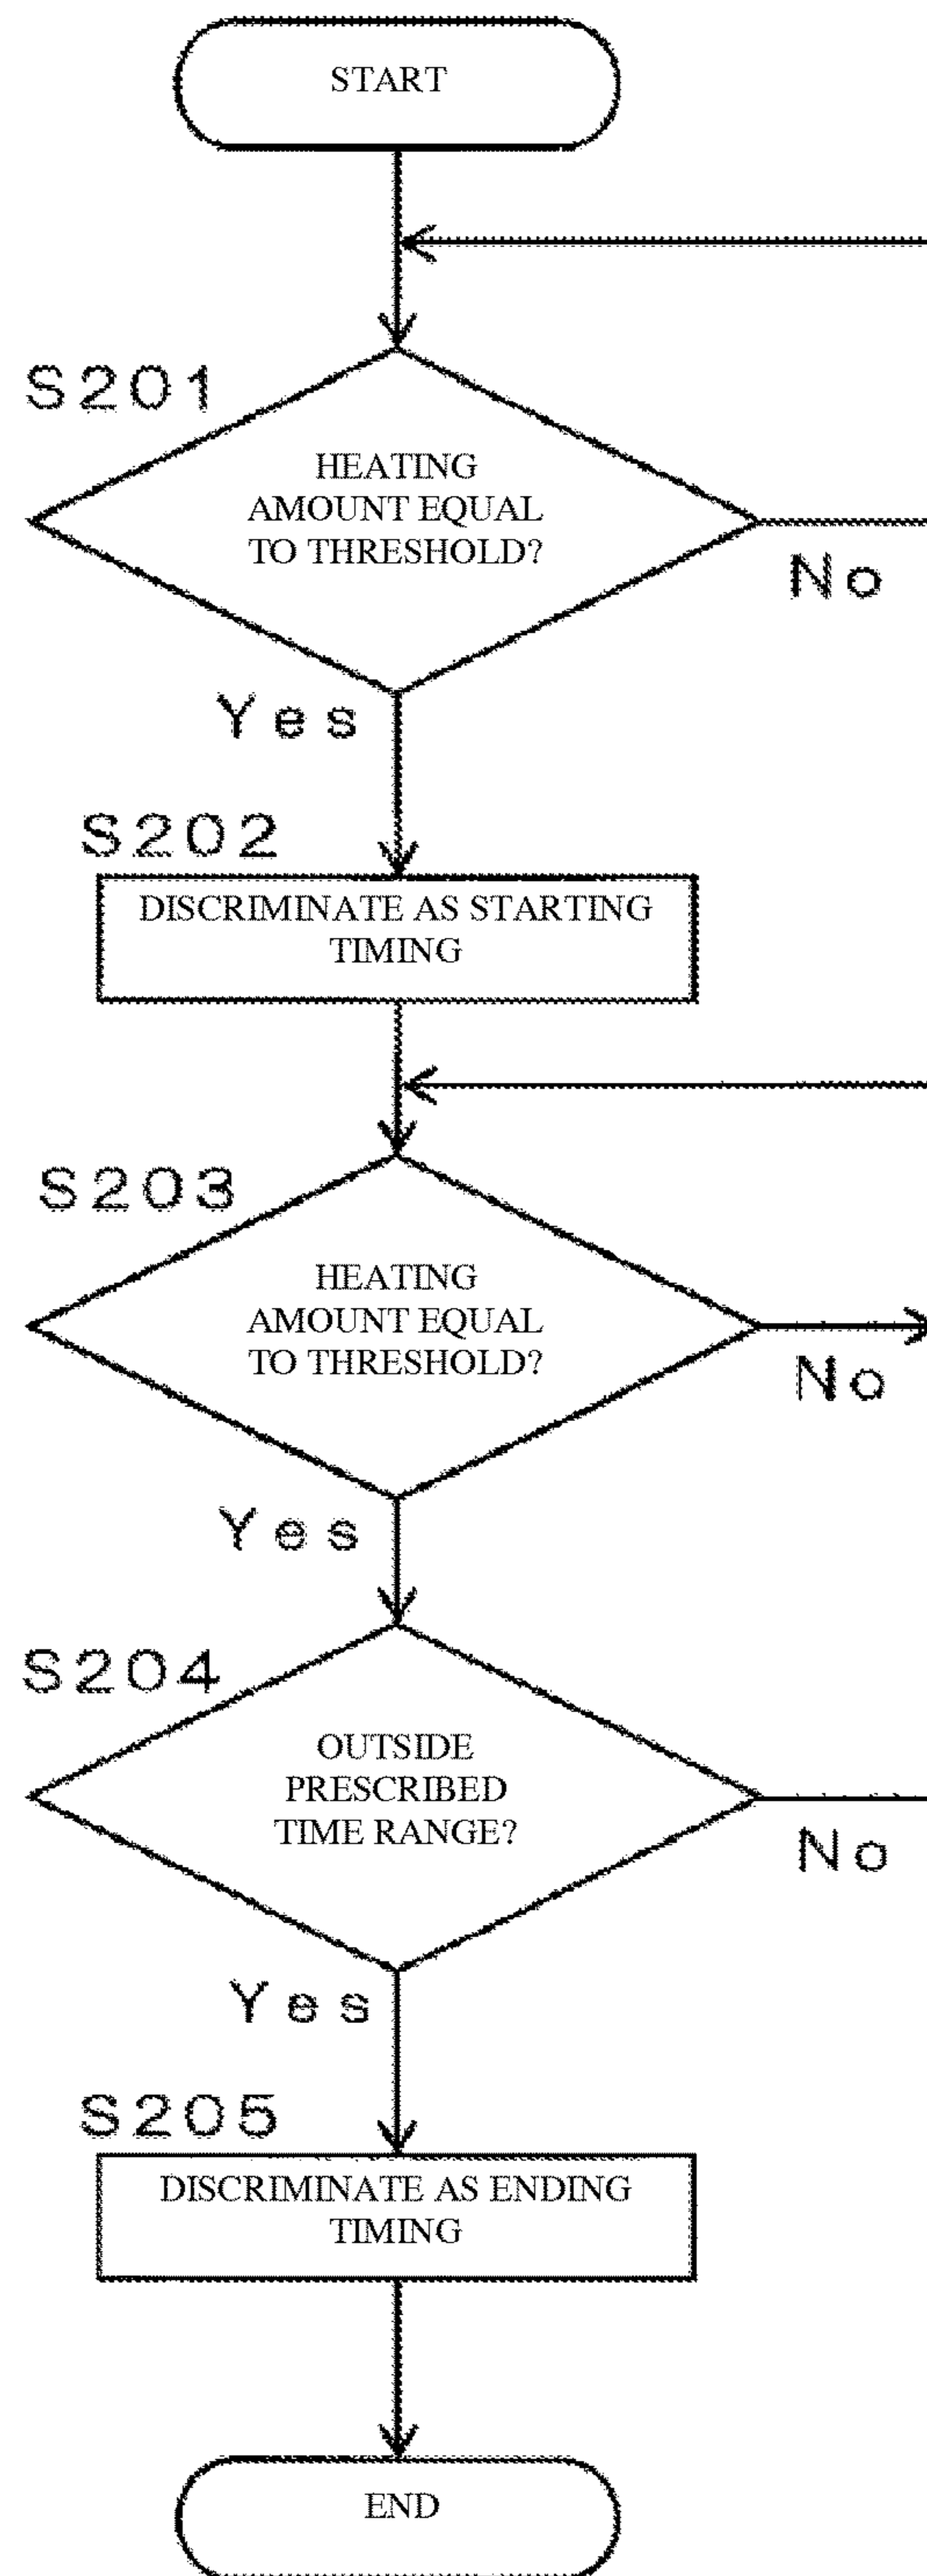 START
S201
HEATING
AMOUNT EQUAL
TO THRESHOLD?
No
Yes
S202
DISCRIMINATE AS STARTING
TIMING
S203
HEATING
AMOUNT EQUAL
TO THRESHOLD?
No
Yes
S204
OUTSIDE
PRESCRIBED
TIME RANGE?
No
Yes
S205
DISCRIMINATE AS ENDING
TIMING
END